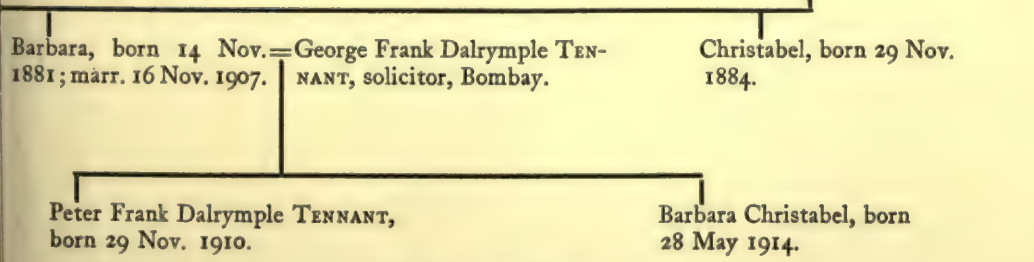 Barbara, born 14 Nov. = George Frank Dalrymple TEN-
1881; marr. 16 Nov. 1907. NANT, solicitor, Bombay.
Christabel, born 29 Nov.
1884.
Peter Frank Dalrymple TENNANT,
born 29 Nov. 1910.
Barbara Christabel, born
28 May 1914.